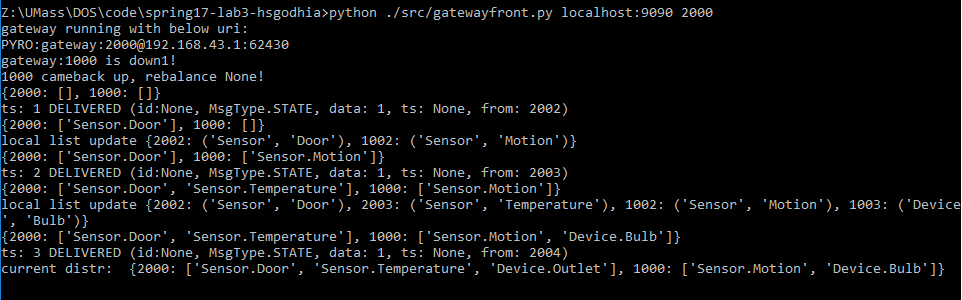 Z:\UMass\DOS\code\spring17-lab3-hsgodhia>python ./src/gatewayfront.py localhost:9090 2000
gateway running with below uri:
PYRO:gateway:2000@192.168.43.1:62430
gateway:1000 is down1!
1000 cameback up, rebalance None!
{2000: [], 1000: []}
ts: 1 DELIVERED (id:None, MsgType.STATE, data: 1, ts: None, from: 2002)
{2000: ['Sensor.Door'], 1000: []}
local list update {2002: ('Sensor', 'Door'), 1002: ('Sensor', 'Motion')}
{2000: ['Sensor.Door'], 1000: ['Sensor.Motion']}
ts: 2 DELIVERED (id:None, MsgType.STATE, data: 1, ts: None, from: 2003)
{2000: ['Sensor.Door', 'Sensor.Temperature'], 1000: ['Sensor.Motion']}
local list update {2002: ('Sensor', 'Door'), 2003: ('Sensor', 'Temperature'), 1002: ('Sensor', 'Motion'), 1003: ('Device
', 'Bulb')}
{2000: ['Sensor.Door', 'Sensor.Temperature'], 1000: ['Sensor.Motion', 'Device.Bulb']}
ts: 3 DELIVERED (id:None, MsgType.STATE, data: 1, ts: None, from: 2004)
current distr:  {2000: ['Sensor.Door', 'Sensor.Temperature', 'Device.Outlet'], 1000: ['Sensor.Motion', 'Device.Bulb']}